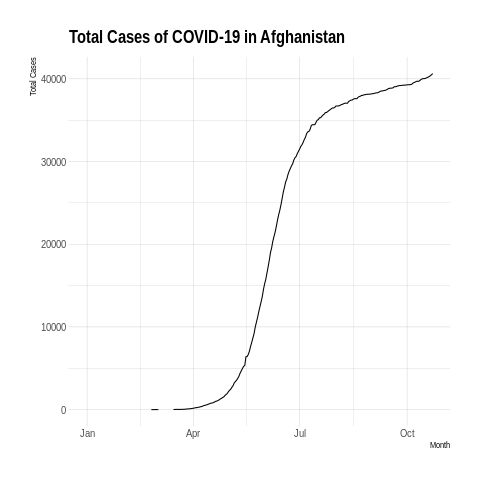 Total Cases of COVID-19 in Afghanistan
Total Cases
40000
30000
20000
10000
0
Jan Apr Jul Oct
Month